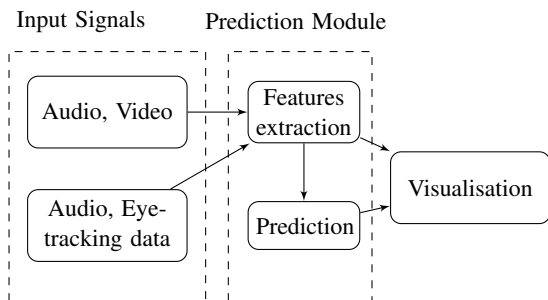 Input Signals
Prediction Module
Audio, Video
Features
extraction
Audio, Eye-
tracking data
Prediction
Visualisation